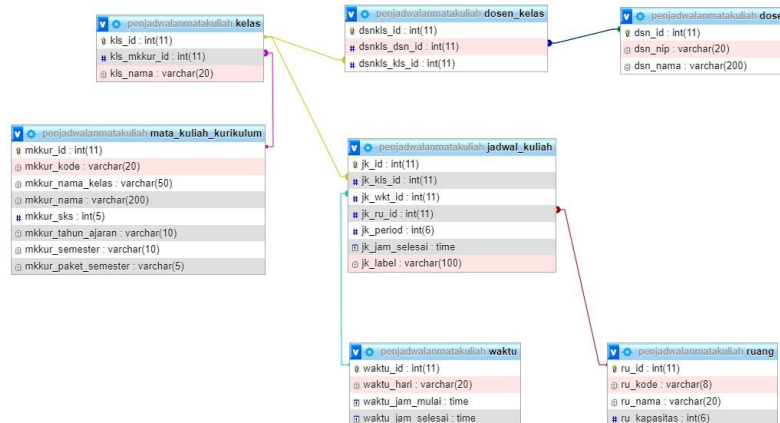 penjadwalanmatakuliah kelas
kls_id : int(11)
# kls_mkkur_id : int(11)
kls_nama : varchar(20)
penjadwalanmatakuliah dosen_kelas
dsnkls_id : int(11)
# dsnkls_dsn_id : int(11)
# dsnkls_kls_id : int(11)
penjadwalanmatakuliah dose
dsn_id : int(11)
dsn_nip : varchar(20)
dsn_nama : varchar(200)
penjadwalanmatakuliah mata_kuliah_kurikulum
mkkur_id : int(11)
mkkur_kode : varchar(20)
mkkur_nama_kelas : varchar(50)
mkkur_nama : varchar(200)
# mkkur_sks : int(5)
mkkur_tahun_ajaran : varchar(10)
mkkur_semester : varchar(10)
mkkur_paket_semester : varchar(5)
penjadwalanmatakuliah jadwal_kuliah
jk_id : int(11)
# jk_kls_id : int(11)
# jk_wkt_id : int(11)
# jk_ru_id : int(11)
# jk_period : int(6)
jk_jam_selesai : time
jk_label : varchar(100)
penjadwalanmatakuliah waktu
waktu_id : int(11)
waktu_hari : varchar(20)
waktu_jam_mulai : time
waktu_jam_selesai : time
penjadwalanmatakuliah ruang
ru_id : int(11)
ru_kode : varchar(8)
ru_nama : varchar(20)
# ru_kapasitas : int(6)